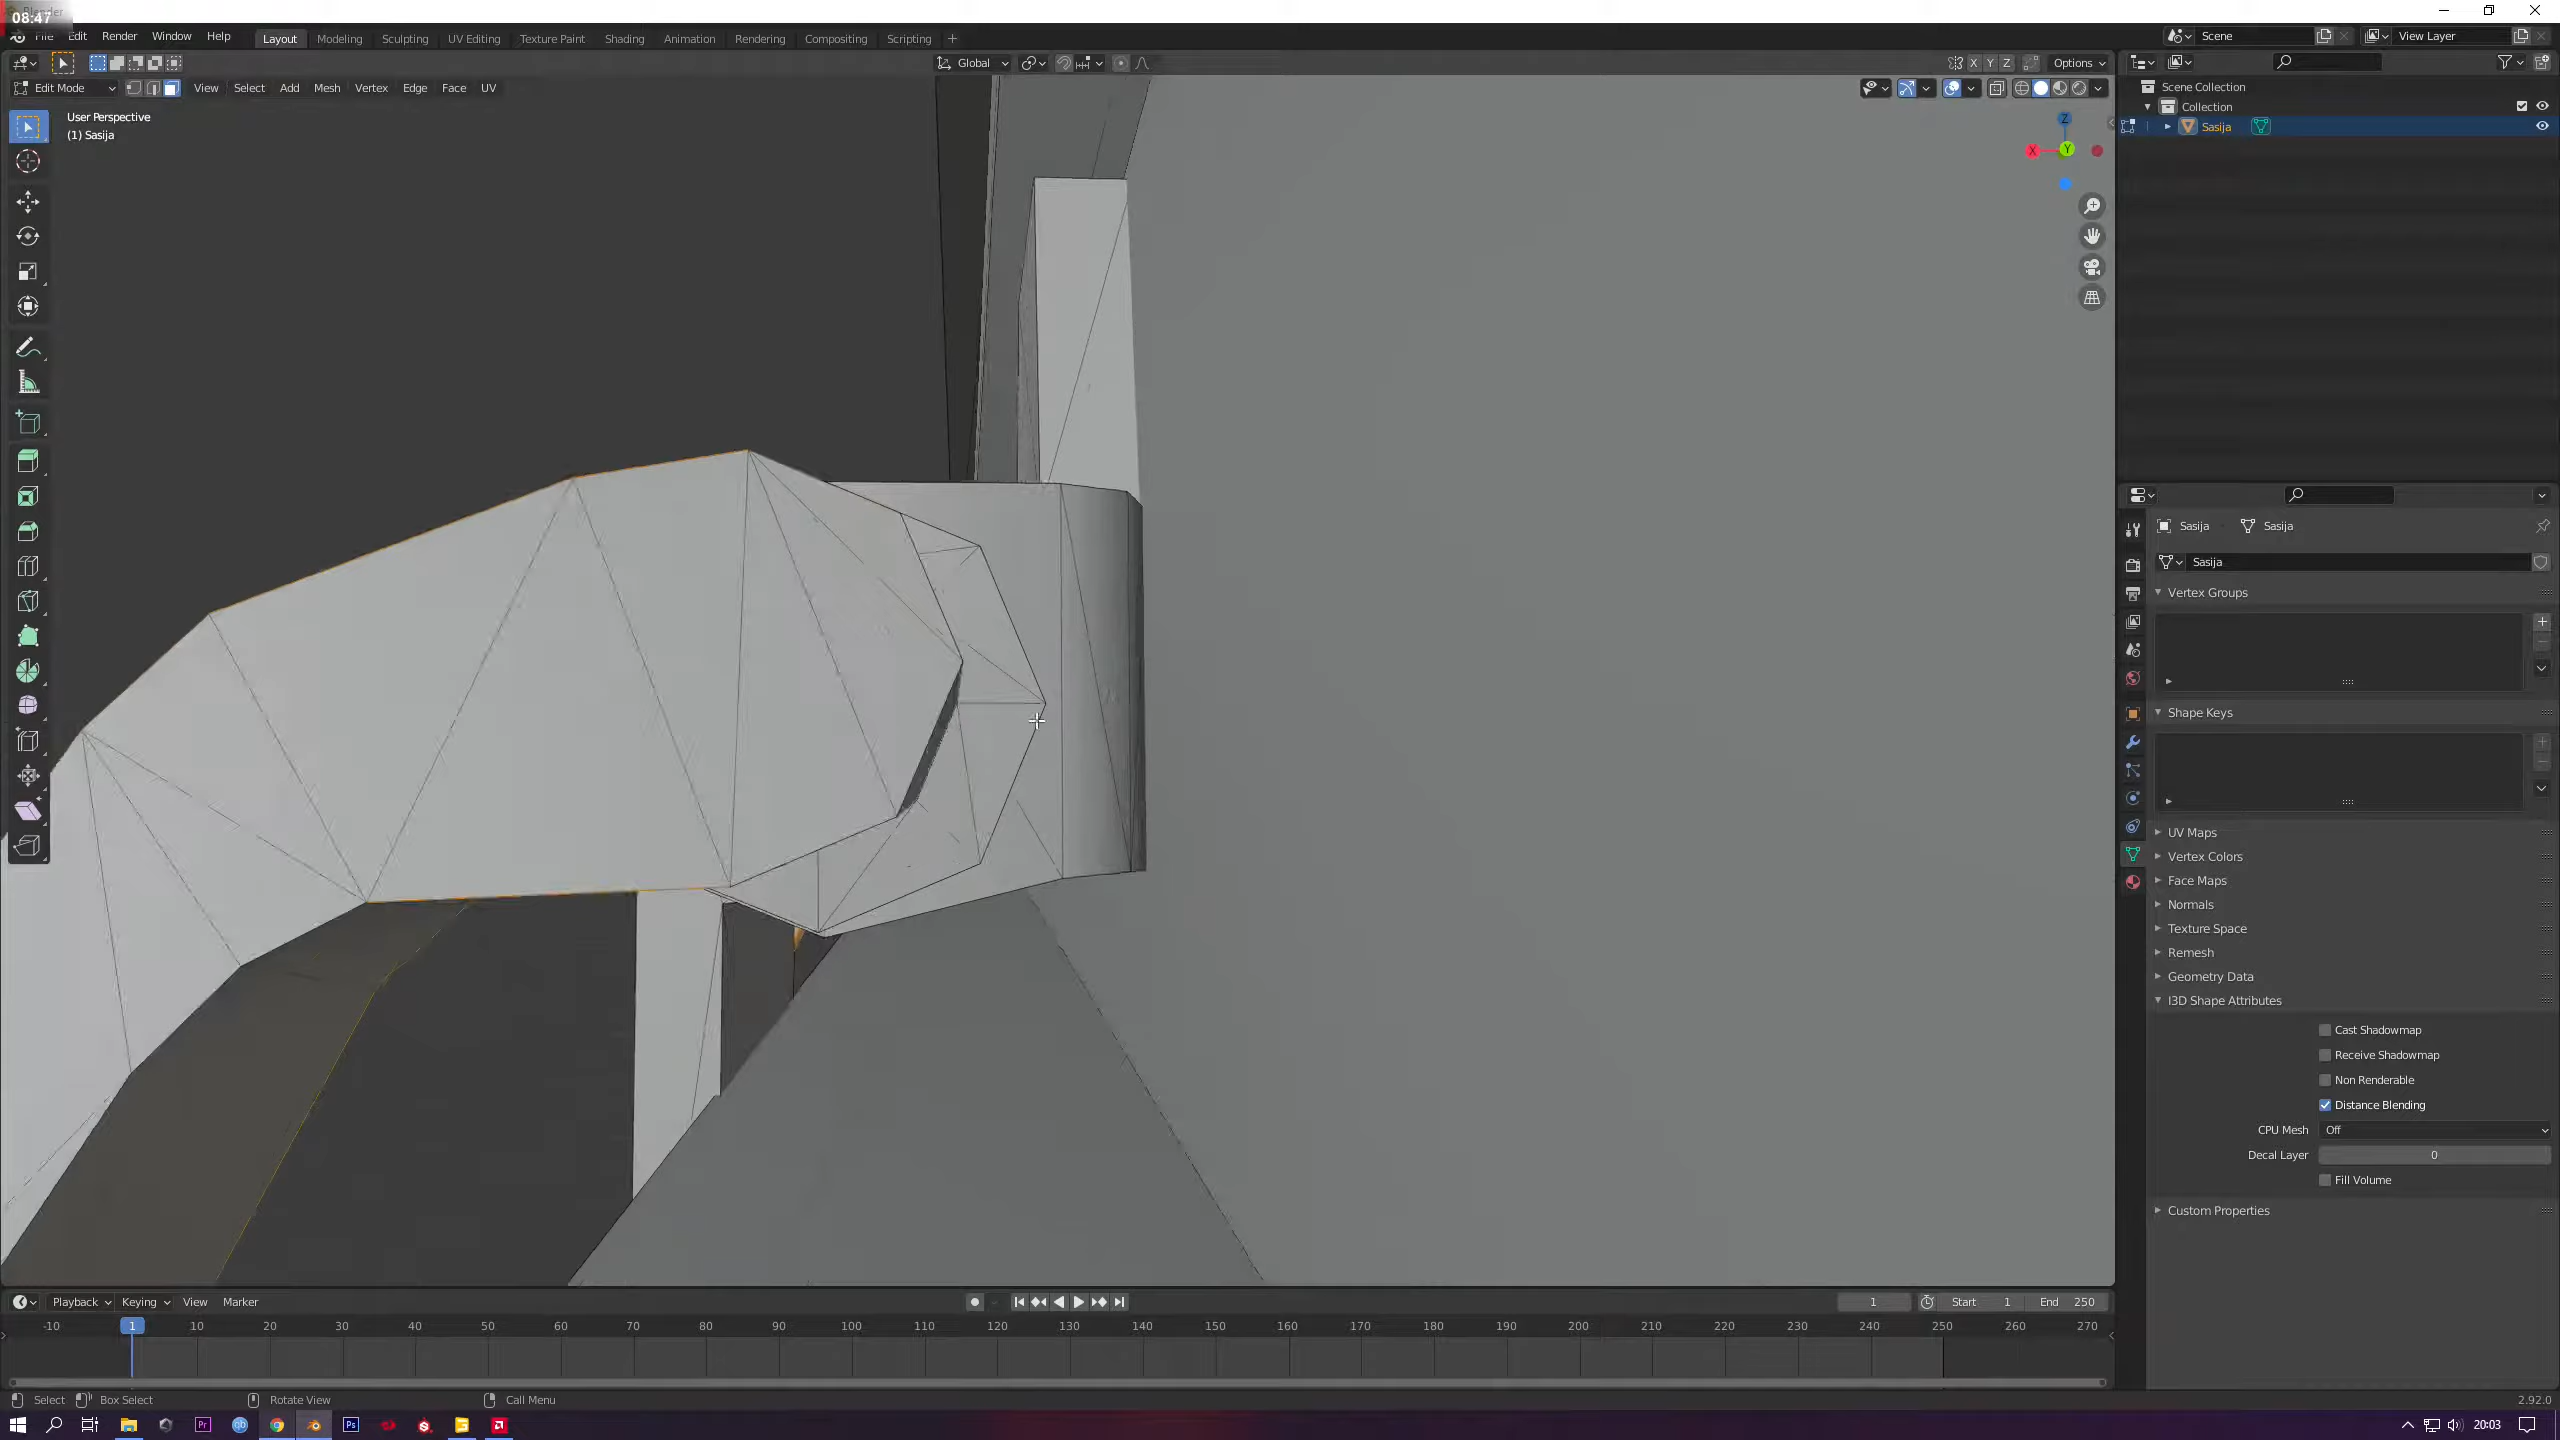 08:47
Blender
File Edit Render Window Help Layout Modeling Sculpting UV Editing Texture Paint Shading Animation Rendering Compositing Scripting +
Scene View Layer
Global X Y Z Options
Edit Mode View Select Add Mesh Vertex Edge Face UV
User Perspective
(1) Sasija
Z
X Y
Scene Collection
Collection
Sasija
Sasija Sasija
Sasija
Vertex Groups
Shape Keys
UV Maps
Vertex Colors
Face Maps
Normals
Texture Space
Remesh
Geometry Data
I3D Shape Attributes
Cast Shadowmap
Receive Shadowmap
Non Renderable
Distance Blending
CPU Mesh Off
Decal Layer 0
Fill Volume
Custom Properties
Playback Keying View Marker 1 Start 1 End 250
-10 1 10 20 30 40 50 60 70 80 90 100 110 120 130 140 150 160 170 180 190 200 210 220 230 240 250 260 270
Select Box Select Rotate View Call Menu 2.92.0
Pr Ps 20:03